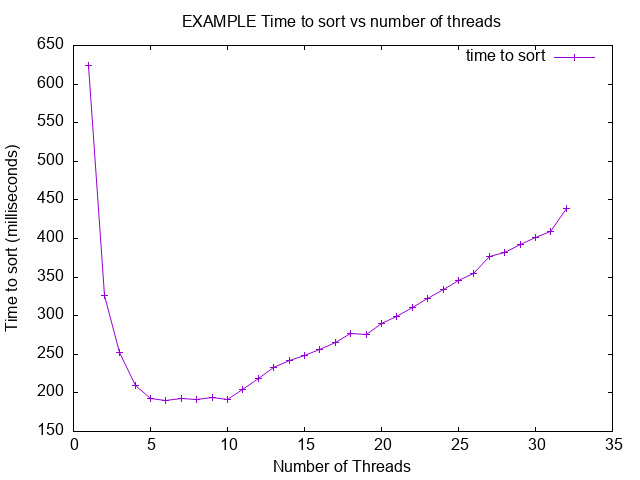 EXAMPLE Time to sort vs number of threads
time to sort
650
600
550
500
450
400
350
300
250
200
150
Time to sort (milliseconds)
0 5 10 15 20 25 30 35
Number of Threads